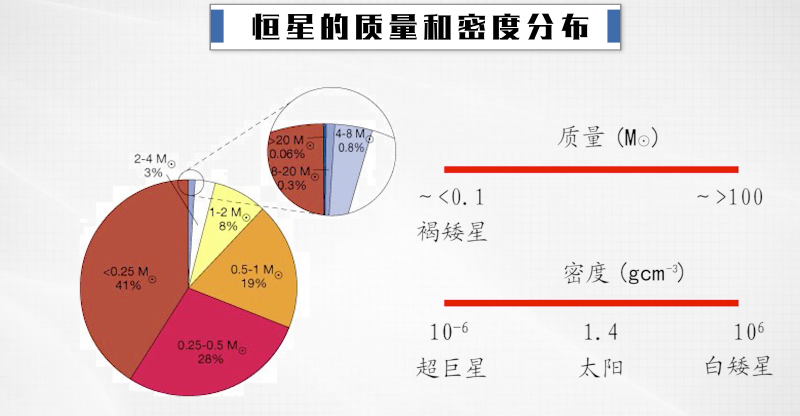 恒星的质量和密度分布
>20 M☉
0.06%
8-20 M☉
0.3%
4-8 M☉
0.8%
2-4 M☉
3%
1-2 M☉
8%
0.5-1 M☉
19%
0.25-0.5 M☉
28%
<0.25 M☉
41%
质量 (M☉)
~<0.1
~>100
褐矮星
密度 (gcm⁻³)
10⁻⁶
1.4
10⁶
超巨星
太阳
白矮星